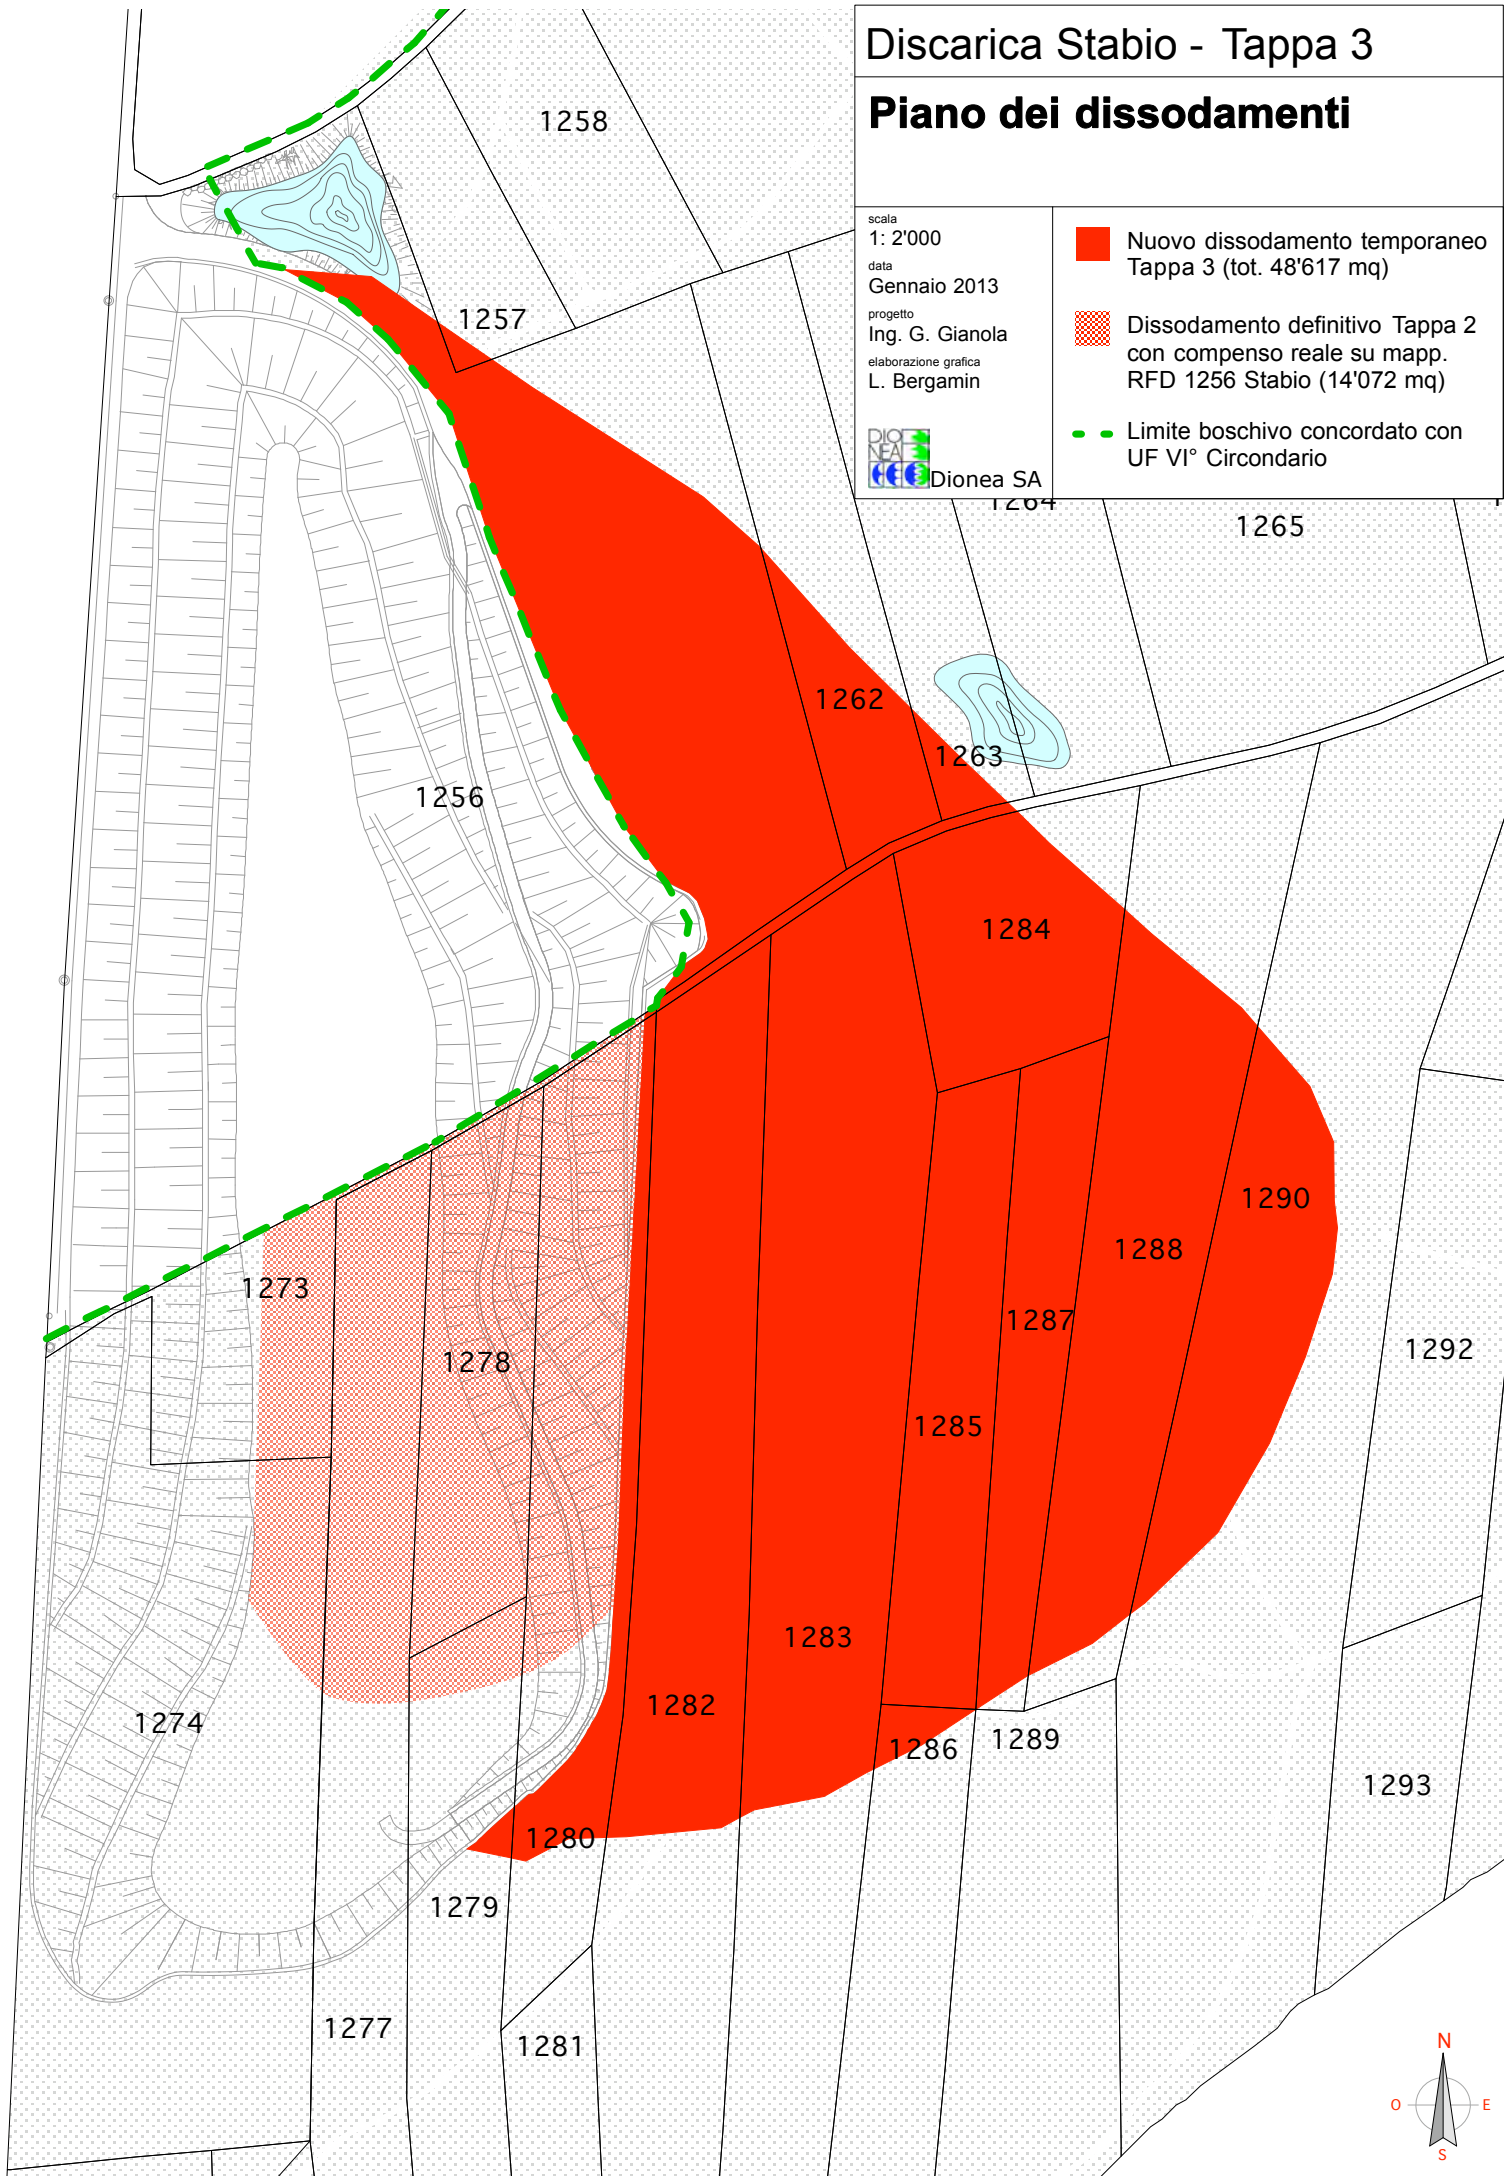 Discarica Stabio - Tappa 3
Piano dei dissodamenti
scala
1: 2'000
data
Gennaio 2013
progetto
Ing. G. Gianola
elaborazione grafica
L. Bergamin
DIO
NEA
Dionea SA
Nuovo dissodamento temporaneo
Tappa 3 (tot. 48'617 mq)
Dissodamento definitivo Tappa 2
con compenso reale su mapp.
RFD 1256 Stabio (14'072 mq)
Limite boschivo concordato con
UF VI° Circondario
1258
1257
1264
1265
1262
1263
1256
1284
1290
1288
1273
1287
1292
1278
1285
1283
1282
1274
1286
1289
1293
1280
1279
1277
1281
N
O
E
S